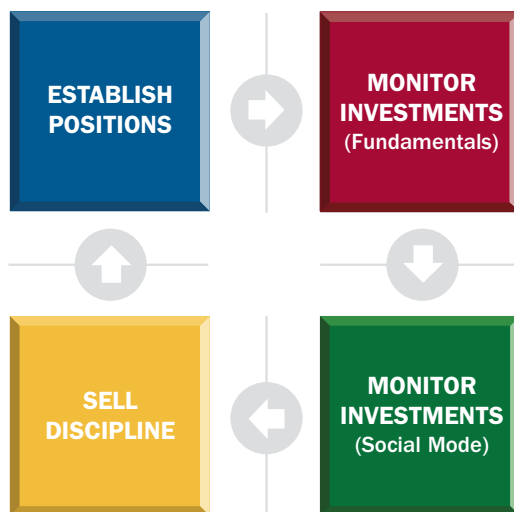 ESTABLISH
POSITIONS
MONITOR
INVESTMENTS
(Fundamentals)
SELL
DISCIPLINE
MONITOR
INVESTMENTS
(Social Mode)